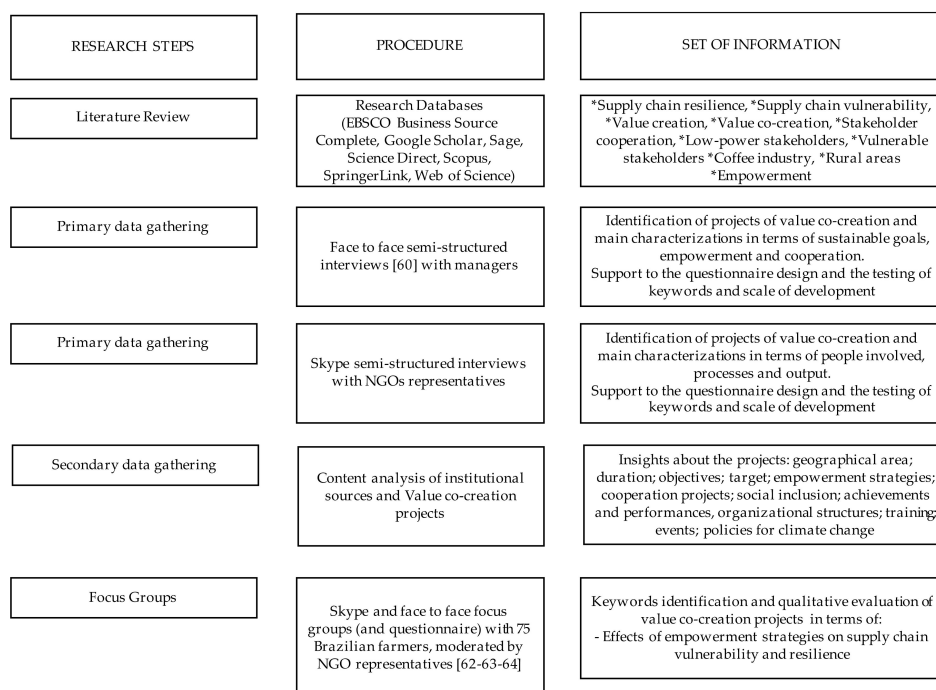 RESEARCH STEPS
PROCEDURE
SET OF INFORMATION
Literature Review
Research Databases
(EBSCO Business Source
Complete, Google Scholar, Sage,
Science Direct, Scopus,
SpringerLink, Web of Science)
*Supply chain resilience, *Supply chain vulnerability,
*Value creation, *Value co-creation, *Stakeholder
cooperation, *Low-power stakeholders, *Vulnerable
stakeholders *Coffee industry, *Rural areas
*Empowerment
Primary data gathering
Face to face semi-structured
interviews [60] with managers
Identification of projects of value co-creation and
main characterizations in terms of sustainable goals,
empowerment and cooperation.
Support to the questionnaire design and the testing of
keywords and scale of development
Primary data gathering
Skype semi-structured interviews
with NGOs representatives
Identification of projects of value co-creation and
main characterizations in terms of people involved,
processes and output.
Support to the questionnaire design and the testing of
keywords and scale of development
Secondary data gathering
Content analysis of institutional
sources and Value co-creation
projects
Insights about the projects: geographical area;
duration; objectives; target; empowerment strategies;
cooperation projects; social inclusion; achievements
and performances, organizational structures; training;
events; policies for climate change
Focus Groups
Skype and face to face focus
groups (and questionnaire) with 75
Brazilian farmers, moderated by
NGO representatives [62-63-64]
Keywords identification and qualitative evaluation of
value co-creation projects in terms of:
- Effects of empowerment strategies on supply chain
vulnerability and resilience